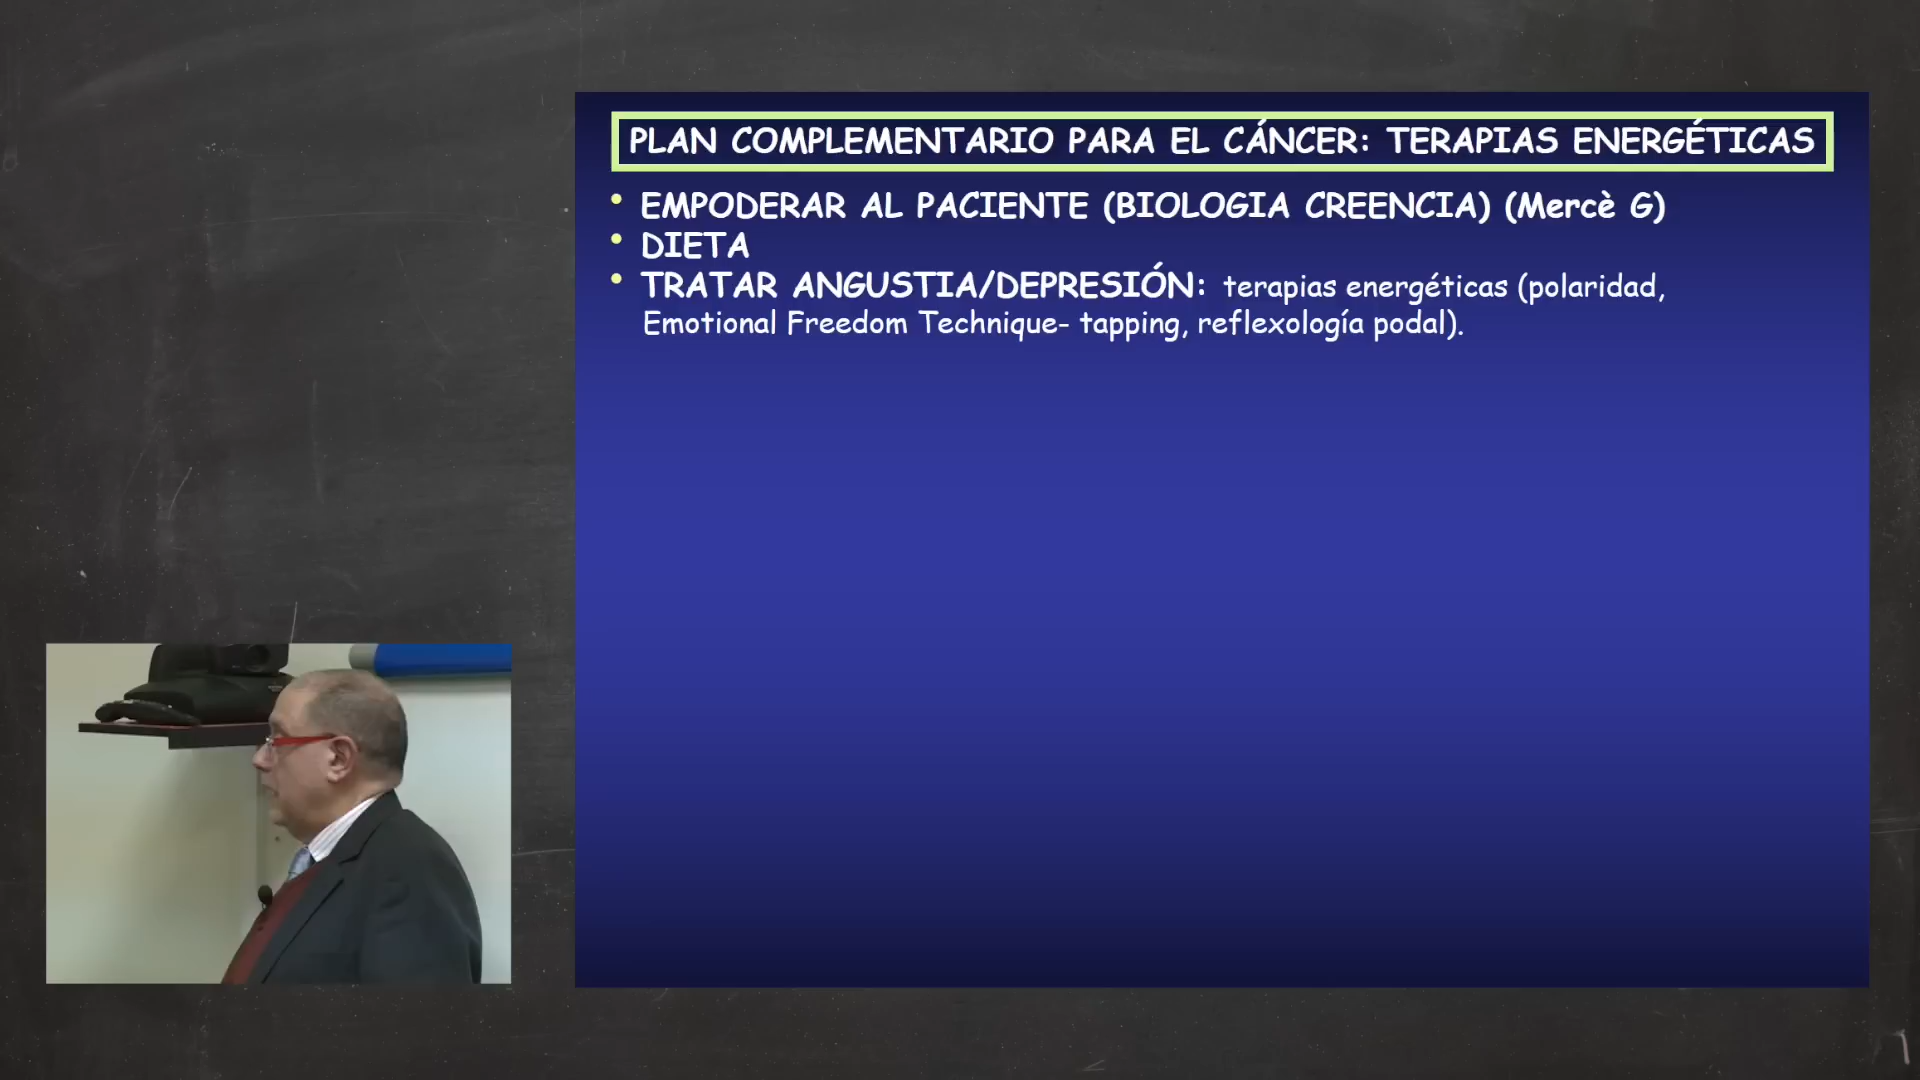 PLAN COMPLEMENTARIO PARA EL CÁNCER: TERAPIAS ENERGÉTICAS
• EMPODERAR AL PACIENTE (BIOLOGIA CREENCIA) (Mercè G)
• DIETA
• TRATAR ANGUSTIA/DEPRESIÓN: terapias energéticas (polaridad,
Emotional Freedom Technique- tapping, reflexología podal).